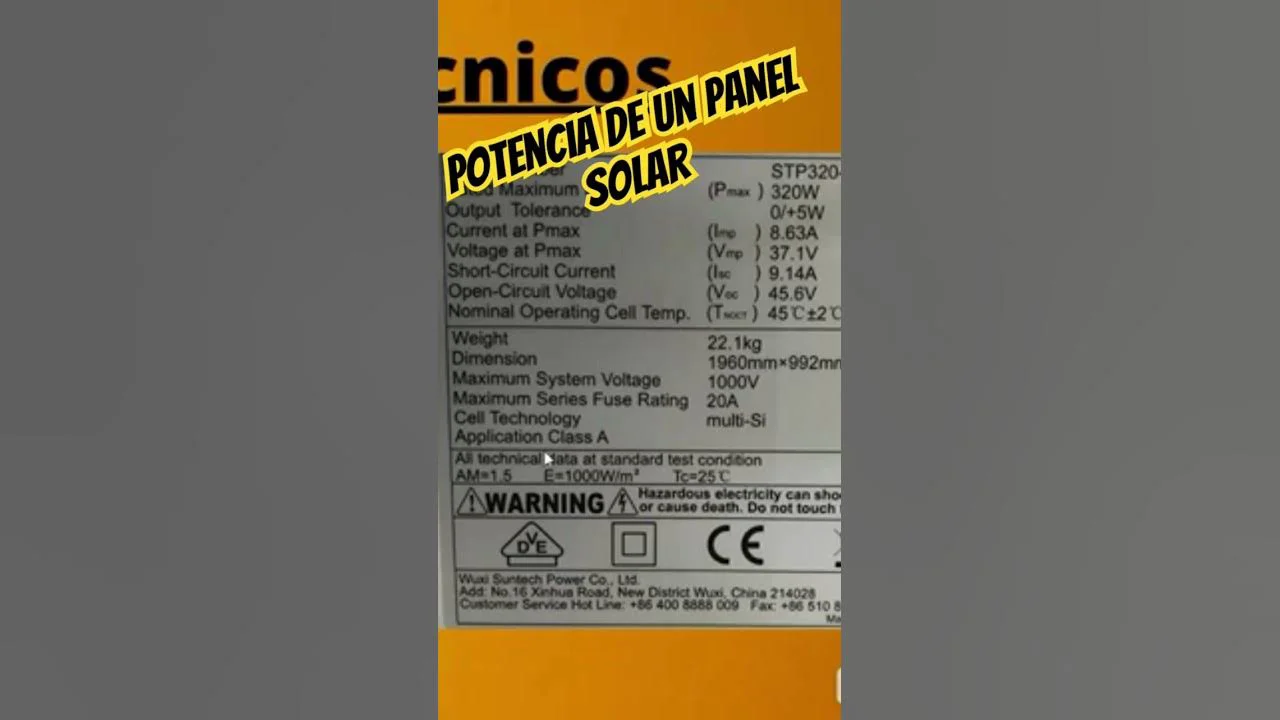 cnicos
POTENCIA DE UN PANEL
SOLAR
STP320-
Maximum (Pmax) 320W
Output Tolerance 0/+5W
Current at Pmax (Imp) 8.63A
Voltage at Pmax (Vmp) 37.1V
Short-Circuit Current (Isc) 9.14A
Open-Circuit Voltage (Voc) 45.6V
Nominal Operating Cell Temp. (TNOCT) 45℃±2℃
Weight 22.1kg
Dimension 1960mm×992mm
Maximum System Voltage 1000V
Maximum Series Fuse Rating 20A
Cell Technology multi-Si
Application Class A
All technical data at standard test condition
AM=1.5 E=1000W/m² Tc=25℃
WARNING
Hazardous electricity can sho
or cause death. Do not touch
DVE
CE
Wuxi Suntech Power Co., Ltd.
Add: No.16 Xinhua Road, New District Wuxi, China 214028
Customer Service Hot Line: +86 400 8888 009 Fax: +86 510 8
Ma